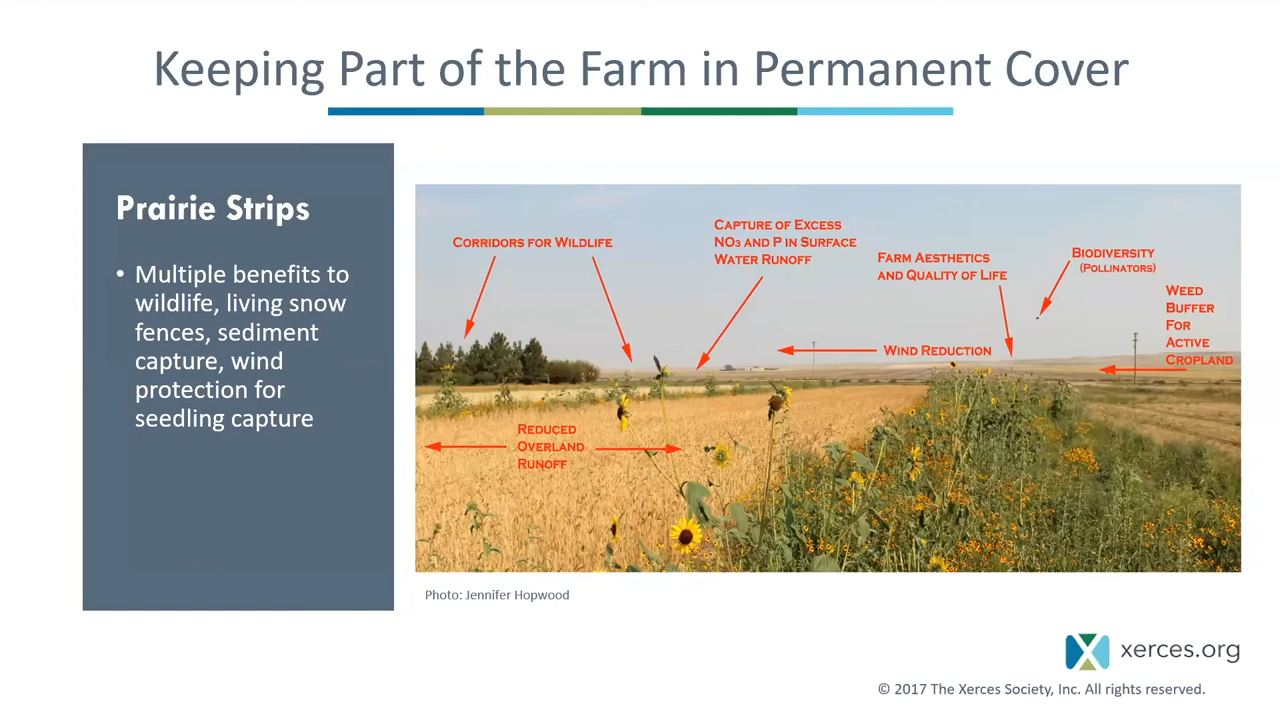 Keeping Part of the Farm in Permanent Cover
Prairie Strips
• Multiple benefits to
wildlife, living snow
fences, sediment
capture, wind
protection for
seedling capture
CORRIDORS FOR WILDLIFE
CAPTURE OF EXCESS
NO3 AND P IN SURFACE
WATER RUNOFF
FARM AESTHETICS
AND QUALITY OF LIFE
BIODIVERSITY
(POLLINATORS)
WEED
BUFFER
FOR
ACTIVE
CROPLAND
WIND REDUCTION
REDUCED
OVERLAND
RUNOFF
Photo: Jennifer Hopwood
xerces.org
© 2017 The Xerces Society, Inc. All rights reserved.